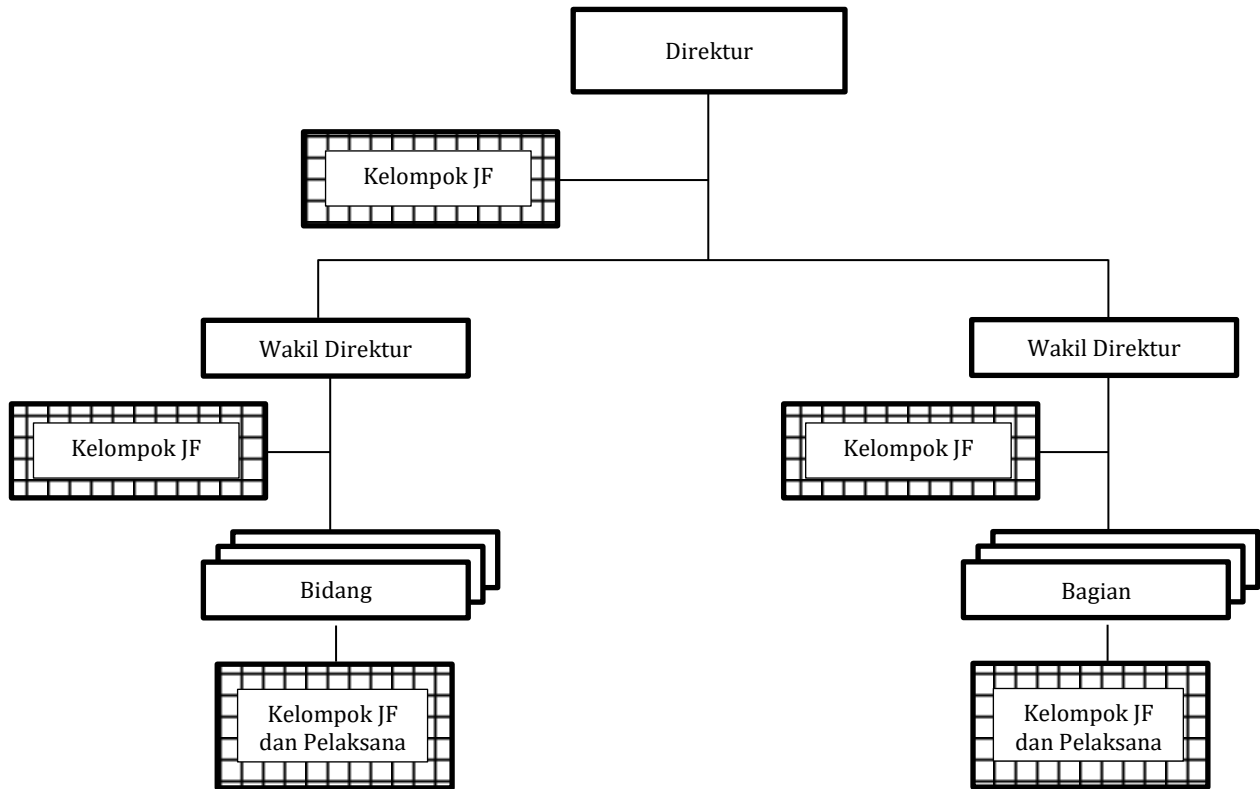 Direktur
Kelompok JF
Wakil Direktur
Wakil Direktur
Kelompok JF
Kelompok JF
Bidang
Bagian
Kelompok JF
dan Pelaksana
Kelompok JF
dan Pelaksana